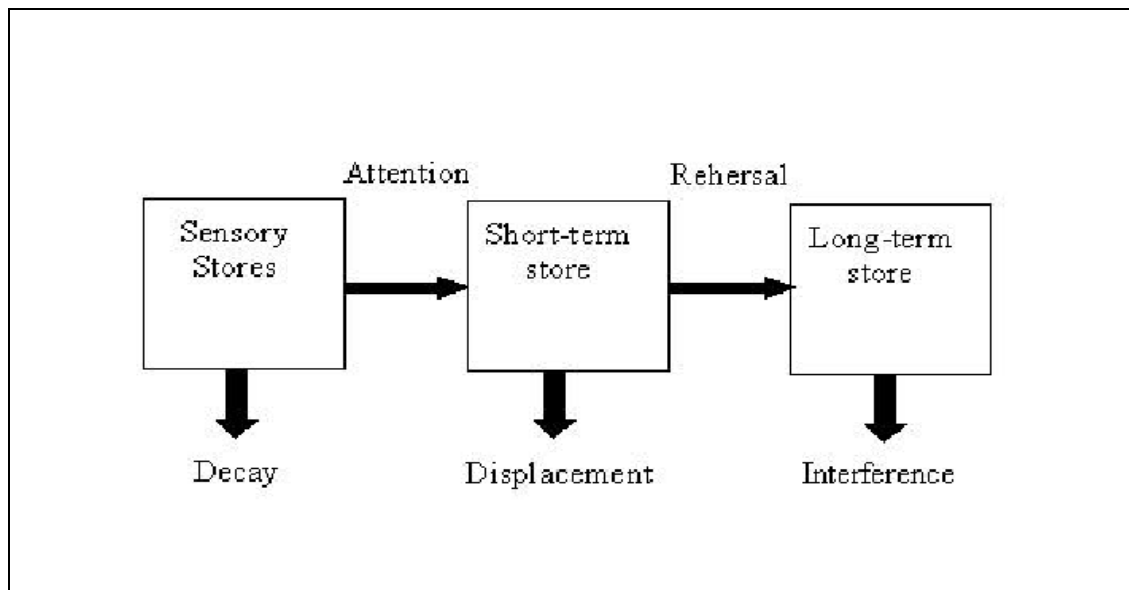 Attention
Rehersal
Sensory
Stores
Short-term
store
Long-term
store
Decay
Displacement
Interference